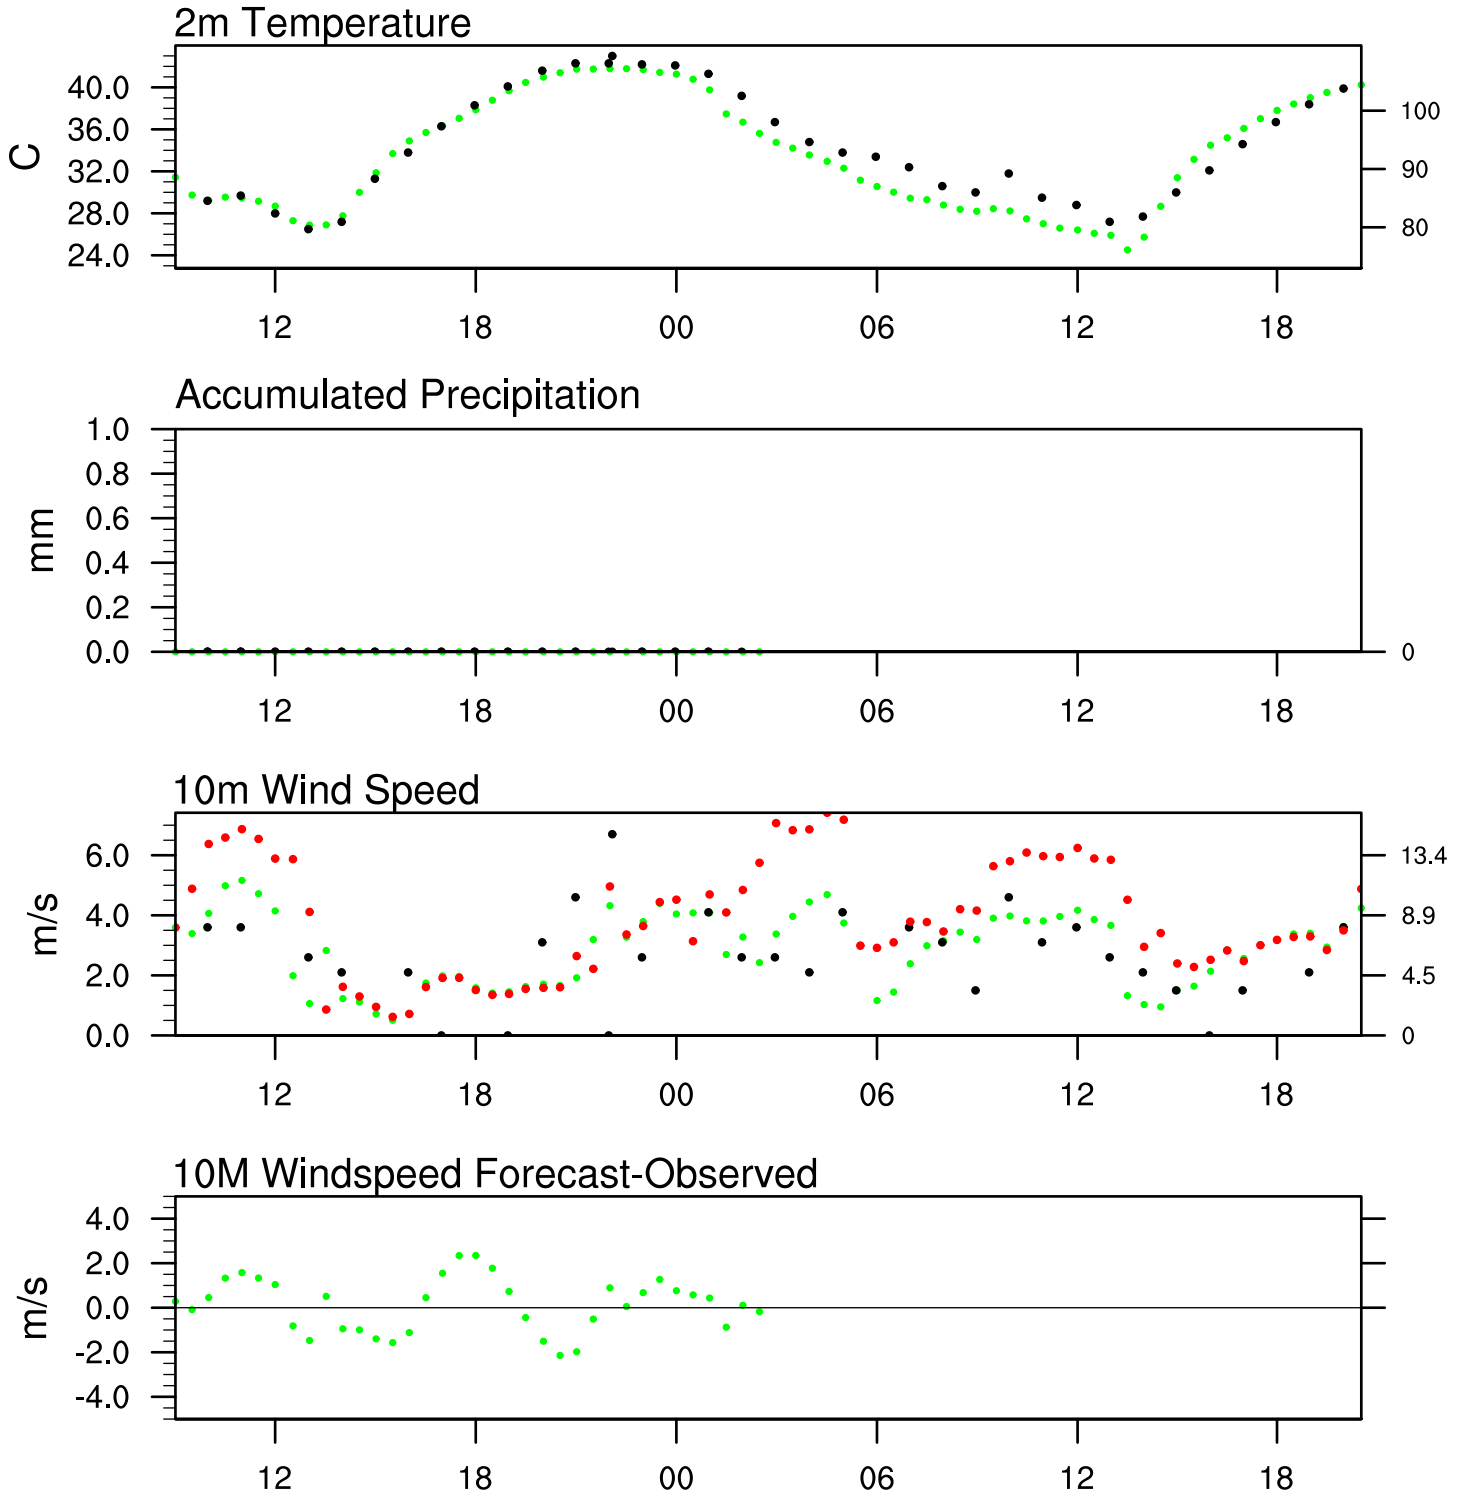 2m Temperature
40.0
36.0
32.0
28.0
24.0
C
100
90
80
12 18 00 06 12 18
Accumulated Precipitation
1.0
0.8
0.6
0.4
0.2
0.0
mm
0
12 18 00 06 12 18
10m Wind Speed
6.0
4.0
2.0
0.0
m/s
13.4
8.9
4.5
0
12 18 00 06 12 18
10M Windspeed Forecast-Observed
4.0
2.0
0.0
-2.0
-4.0
m/s
12 18 00 06 12 18